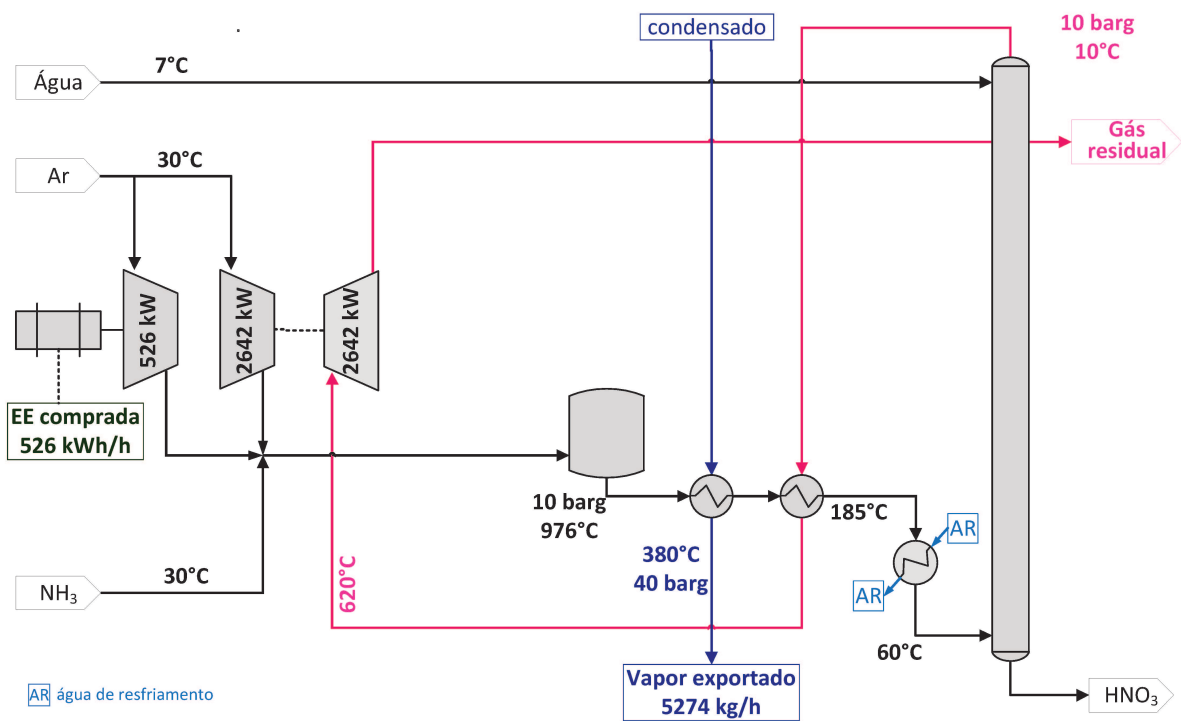 condensado
10 barg
10°C
7°C
Água
Gás
residual
30°C
Ar
526 kW
2642 kW
2642 kW
EE comprada
526 kWh/h
10 barg
976°C
185°C
AR
380°C
40 barg
620°C
30°C
NH₃
AR
60°C
Vapor exportado
5274 kg/h
AR água de resfriamento
HNO₃